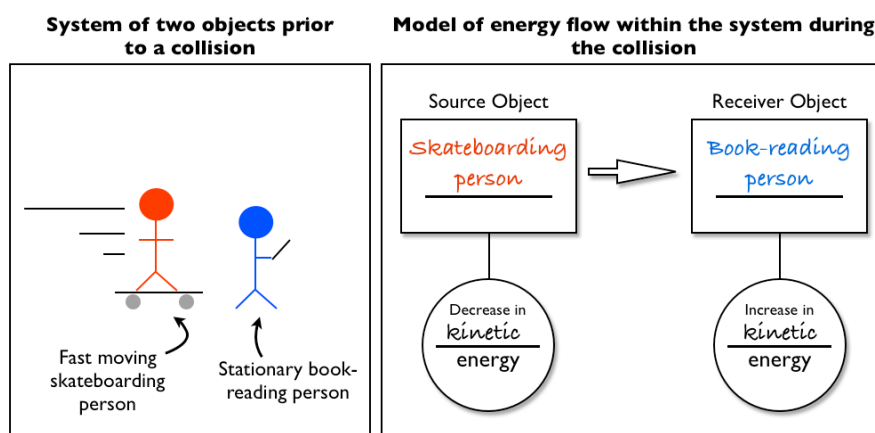 System of two objects prior
to a collision
Fast moving
skateboarding
person
Stationary book-
reading person
Model of energy flow within the system during
the collision
Source Object
Skateboarding
person
Receiver Object
Book-reading
person
Decrease in
kinetic
energy
Increase in
kinetic
energy